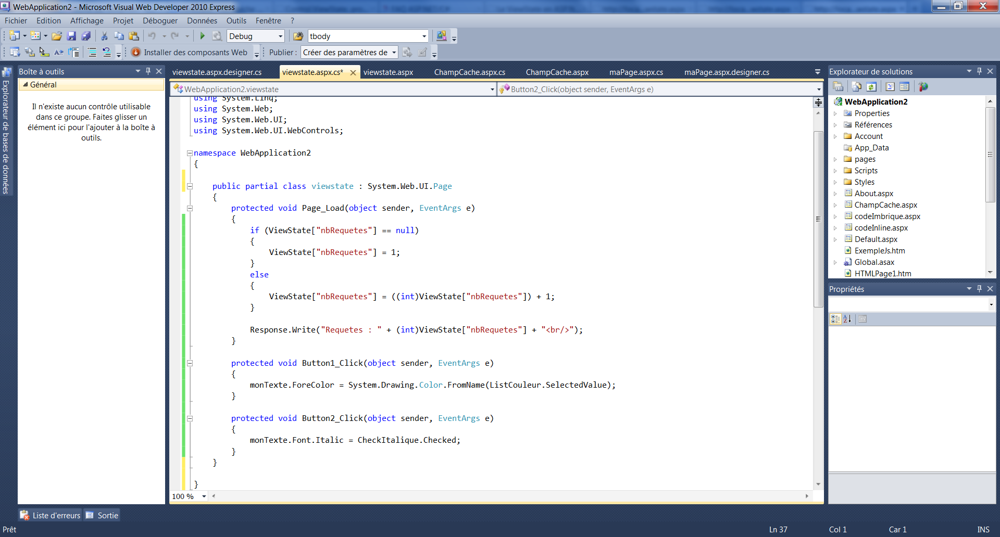 WebApplication2 - Microsoft Visual Web Developer 2010 Express
Fichier Edition Affichage Projet Déboguer Données Outils Fenêtre ?
Debug tbody
Installer des composants Web Publier : Créer des paramètres de
Explorateur de bases de données
Boîte à outils
Général
Il n'existe aucun contrôle utilisable
dans ce groupe. Faites glisser un
élément ici pour l'ajouter à la boîte à
outils.
viewstate.aspx.designer.cs viewstate.aspx.cs* viewstate.aspx ChampCache.aspx.cs ChampCache.aspx maPage.aspx.cs maPage.aspx.designer.cs
WebApplication2.viewstate Button2_Click(object sender, EventArgs e)
using System.Linq;
using System.Web;
using System.Web.UI;
using System.Web.UI.WebControls;
namespace WebApplication2
{
public partial class viewstate : System.Web.UI.Page
{
protected void Page_Load(object sender, EventArgs e)
{
if (ViewState["nbRequetes"] == null)
{
ViewState["nbRequetes"] = 1;
}
else
{
ViewState["nbRequetes"] = ((int)ViewState["nbRequetes"]) + 1;
}
Response.Write("Requetes : " + (int)ViewState["nbRequetes"] + "<br/>");
}
protected void Button1_Click(object sender, EventArgs e)
{
monTexte.ForeColor = System.Drawing.Color.FromName(ListCouleur.SelectedValue);
}
protected void Button2_Click(object sender, EventArgs e)
{
monTexte.Font.Italic = CheckItalique.Checked;
}
}
}
100 %
Explorateur de solutions
WebApplication2
Properties
Références
Account
App_Data
pages
Scripts
Styles
About.aspx
ChampCache.aspx
codeImbrique.aspx
codeInline.aspx
Default.aspx
ExempleJs.htm
Global.asax
HTMLPage1.htm
Propriétés
Liste d'erreurs Sortie
Prêt Ln 37 Col 1 Car 1 INS